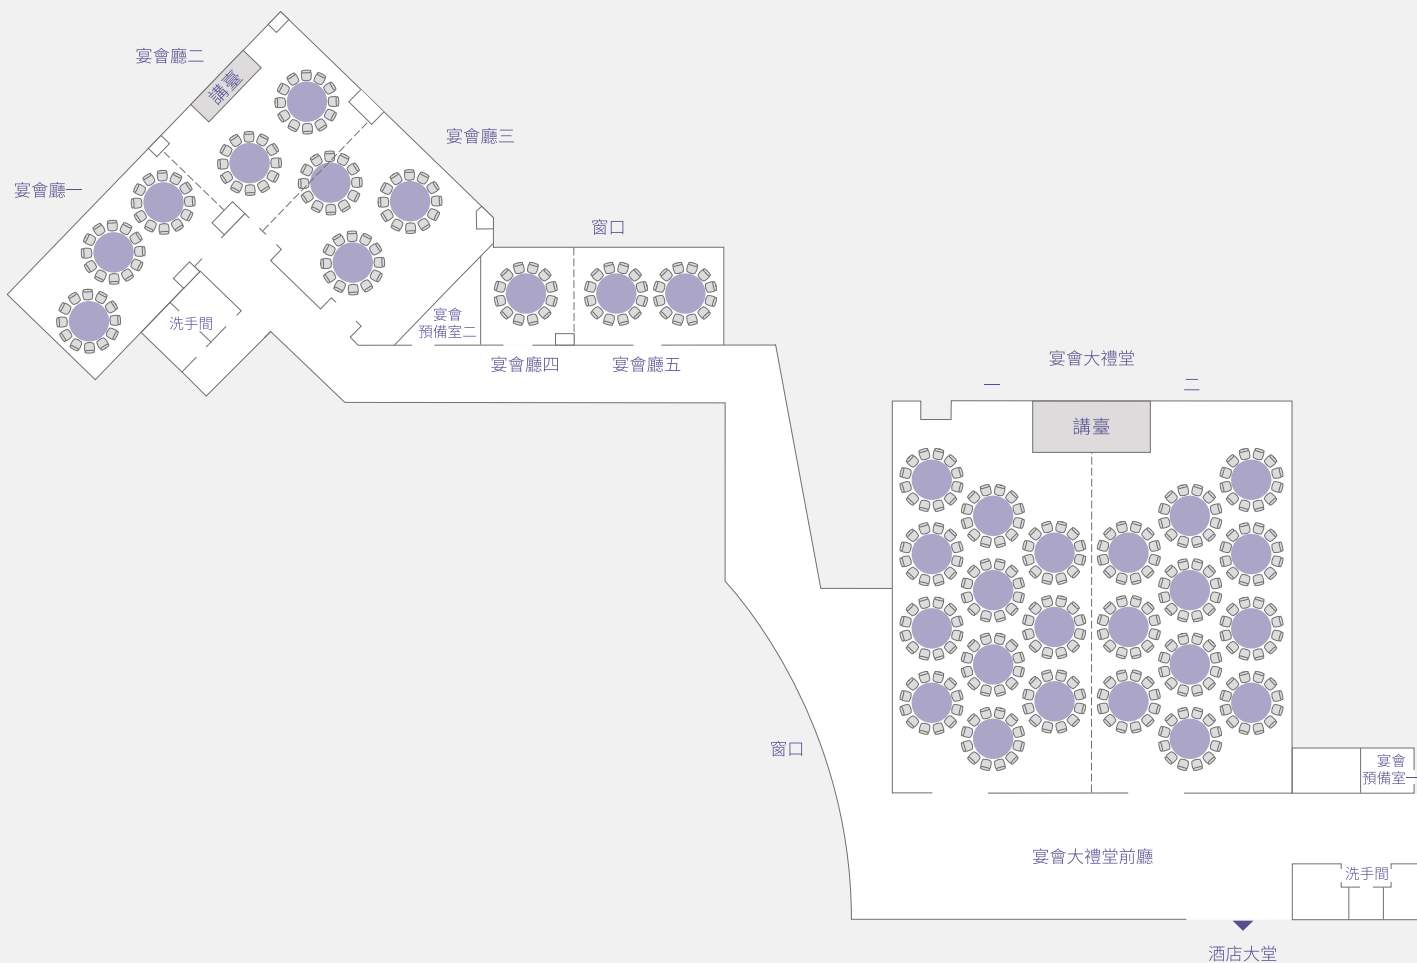 宴會廳二
講臺
宴會廳三
宴會廳一
窗口
宴會
預備室二
洗手間
宴會廳四
宴會廳五
宴會大禮堂
一
二
講臺
窗口
宴會
預備室一
宴會大禮堂前廳
洗手間
酒店大堂